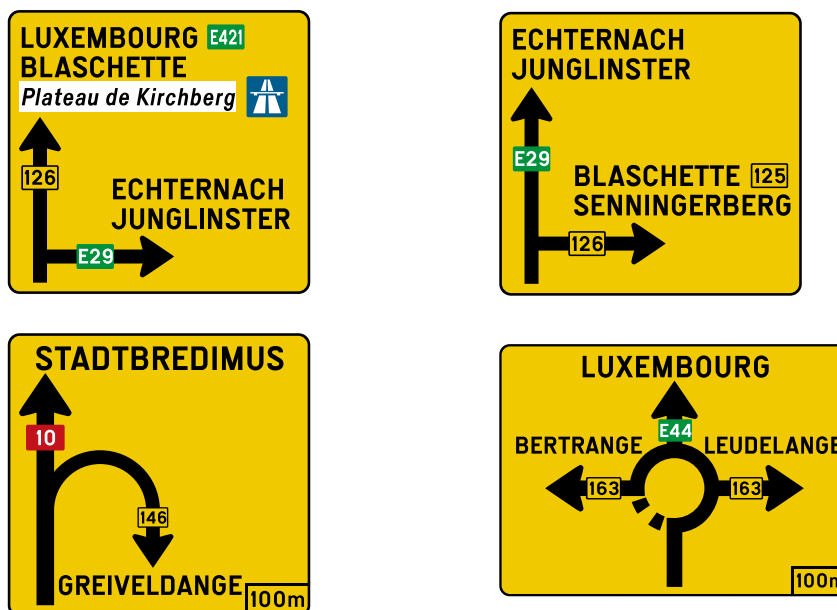 LUXEMBOURG E421
BLASCHETTE
Plateau de Kirchberg
126
ECHTERNACH
JUNGLINSTER
E29
ECHTERNACH
JUNGLINSTER
E29
BLASCHETTE 125
SENNINGERBERG
126
STADTBREDIMUS
10
146
GREIVELDANGE
100m
LUXEMBOURG
E44
BERTRANGE LEUDELANGE
163 163
100m